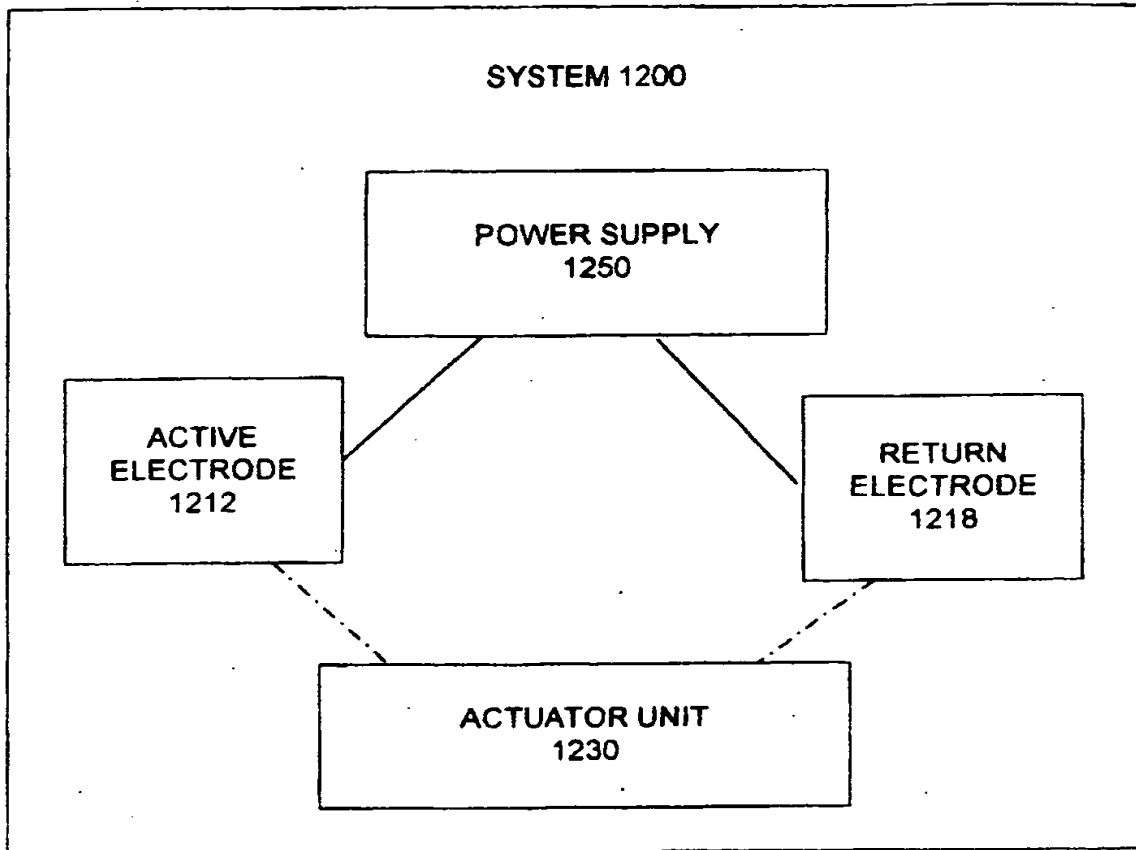 SYSTEM 1200
POWER SUPPLY
1250
ACTIVE
ELECTRODE
1212
RETURN
ELECTRODE
1218
ACTUATOR UNIT
1230